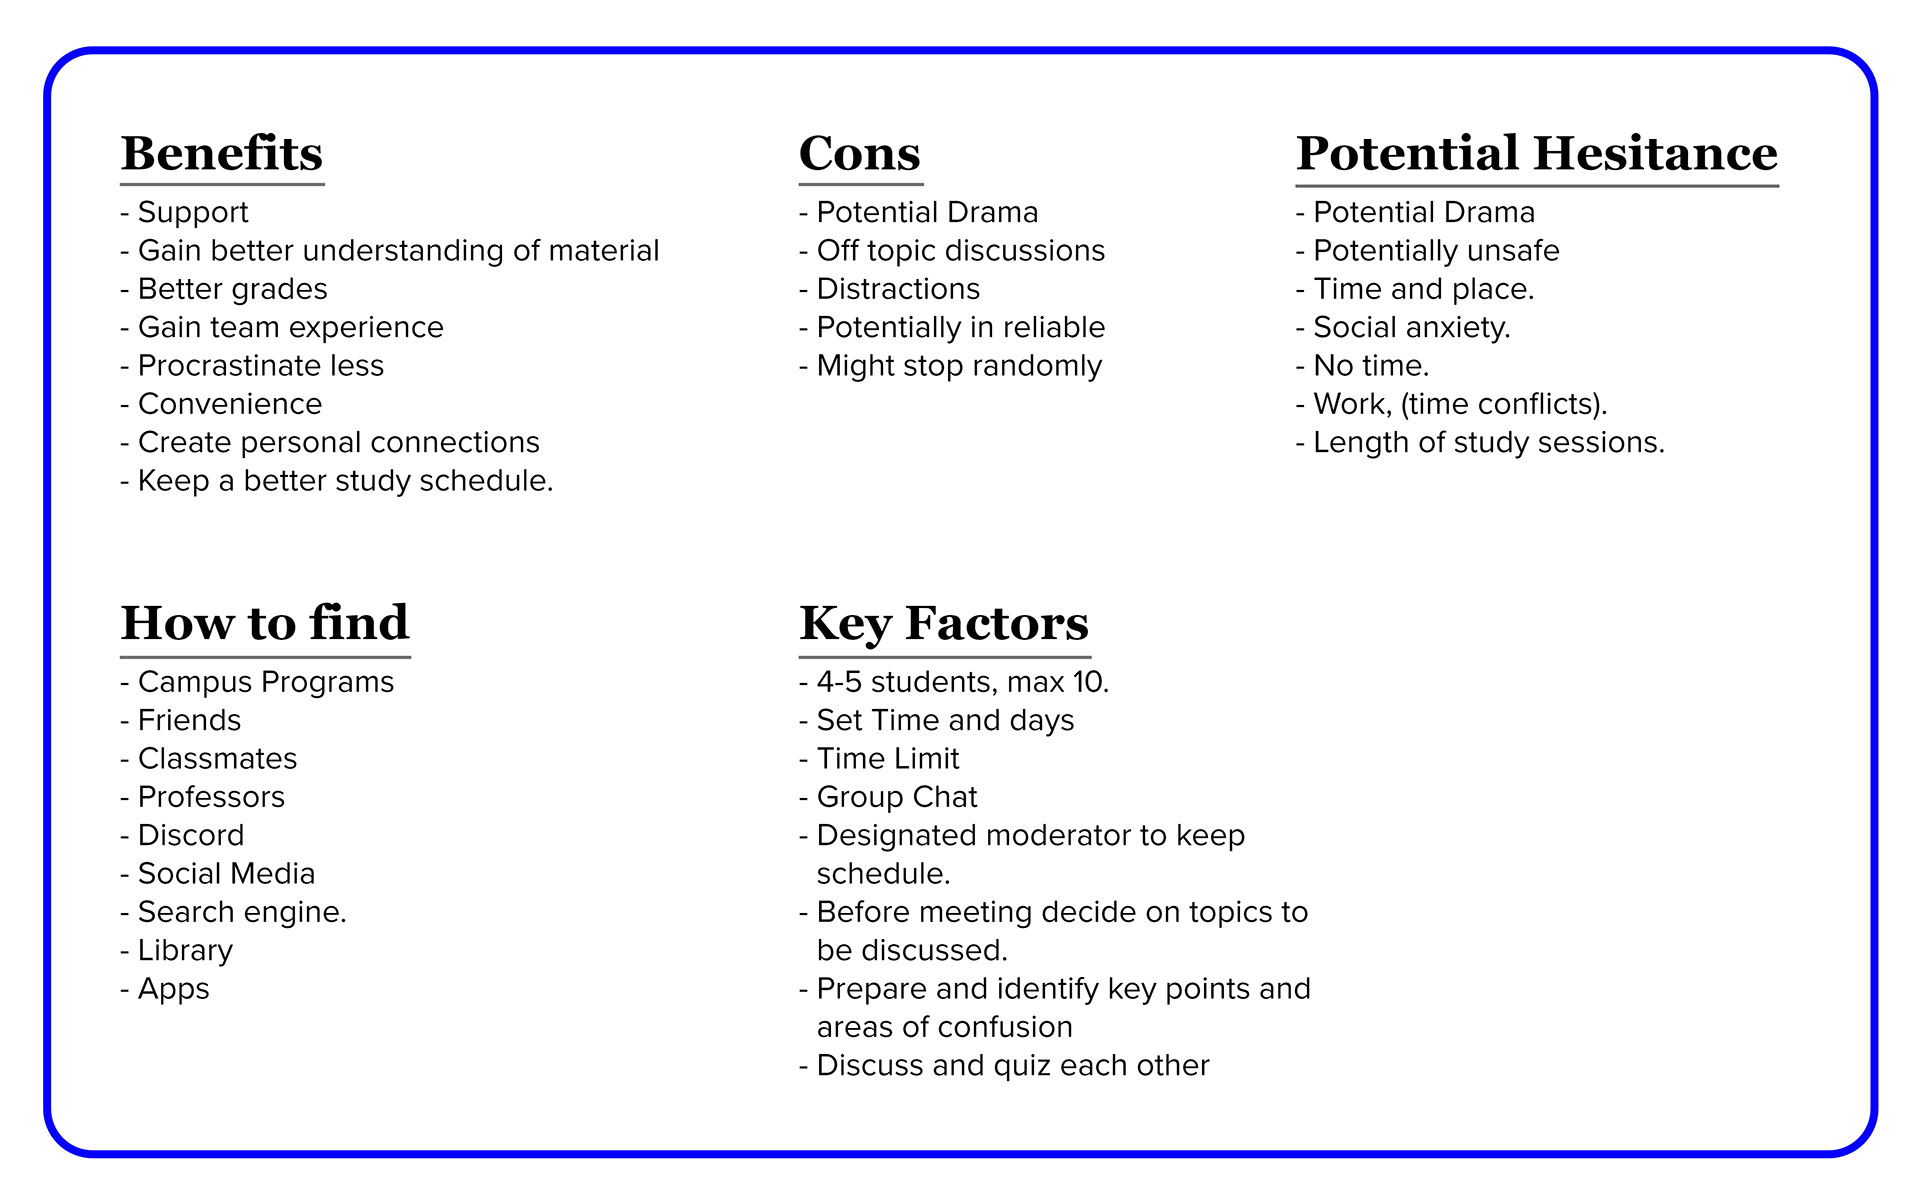 Benefits
- Support
- Gain better understanding of material
- Better grades
- Gain team experience
- Procrastinate less
- Convenience
- Create personal connections
- Keep a better study schedule.
Cons
- Potential Drama
- Off topic discussions
- Distractions
- Potentially in reliable
- Might stop randomly
Potential Hesitance
- Potential Drama
- Potentially unsafe
- Time and place.
- Social anxiety.
- No time.
- Work, (time conflicts).
- Length of study sessions.
How to find
- Campus Programs
- Friends
- Classmates
- Professors
- Discord
- Social Media
- Search engine.
- Library
- Apps
Key Factors
- 4-5 students, max 10.
- Set Time and days
- Time Limit
- Group Chat
- Designated moderator to keep
schedule.
- Before meeting decide on topics to
be discussed.
- Prepare and identify key points and
areas of confusion
- Discuss and quiz each other